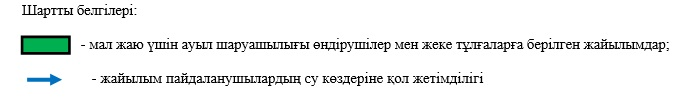 Шартты белгілері:
- мал жаю үшін ауыл шаруашылығы өндірушілер мен жеке тұлғаларға берілген жайылымдар;
- жайылым пайдаланушылардың су көздеріне қол жетімділігі